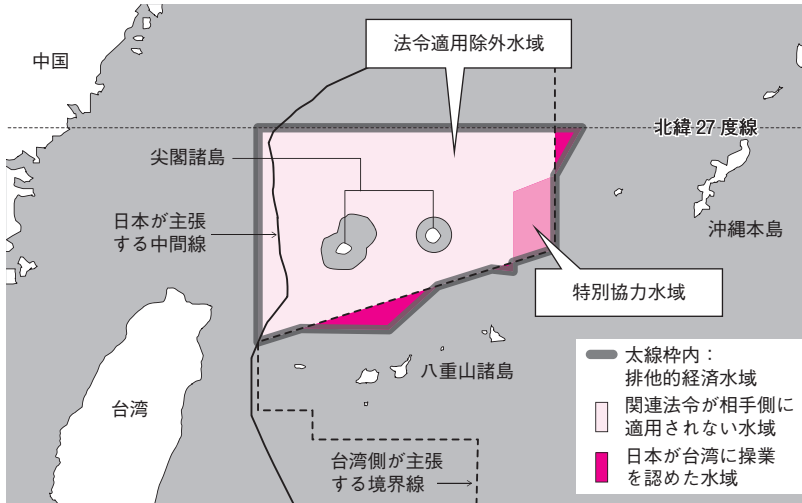 法令適用除外水域
中国
北緯27度線
尖閣諸島
日本が主張
する中間線
沖縄本島
特別協力水域
八重山諸島
台湾
台湾側が主張
する境界線
太線枠内：
排他的経済水域
関連法令が相手側に
適用されない水域
日本が台湾に操業
を認めた水域